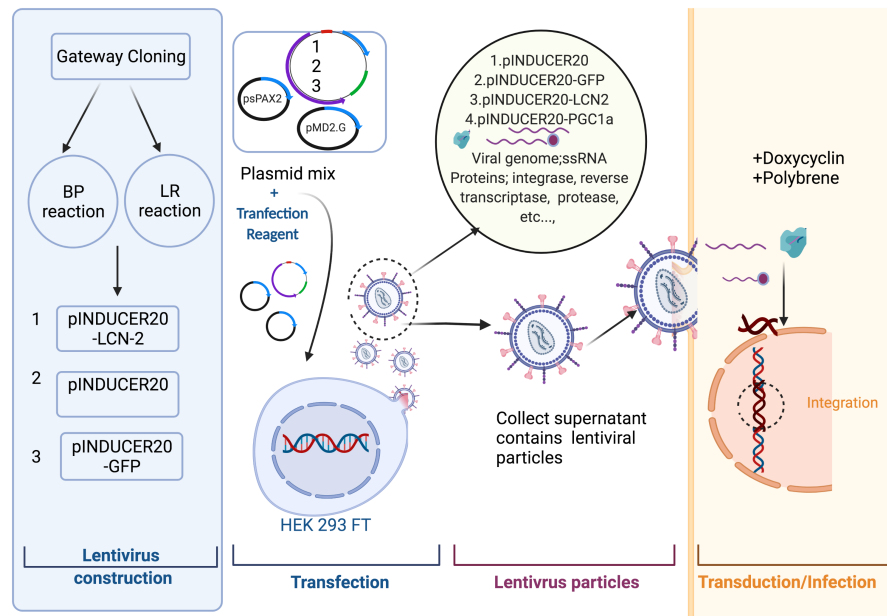 Gateway Cloning
BP
reaction
LR
reaction
1
pINDUCER20
-LCN-2
2
pINDUCER20
3
pINDUCER20
-GFP
Lentivirus
construction
1
2
3
psPAX2
pMD2.G
Plasmid mix
+
Tranfection
Reagent
HEK 293 FT
Transfection
1.pINDUCER20
2.pINDUCER20-GFP
3.pINDUCER20-LCN2
4.pINDUCER20-PGC1a
Viral genome;ssRNA
Proteins; integrase, reverse
transcriptase, protease,
etc...,
Collect supernatant
contains lentiviral
particles
Lentivrus particles
+Doxycyclin
+Polybrene
Integration
Transduction/Infection